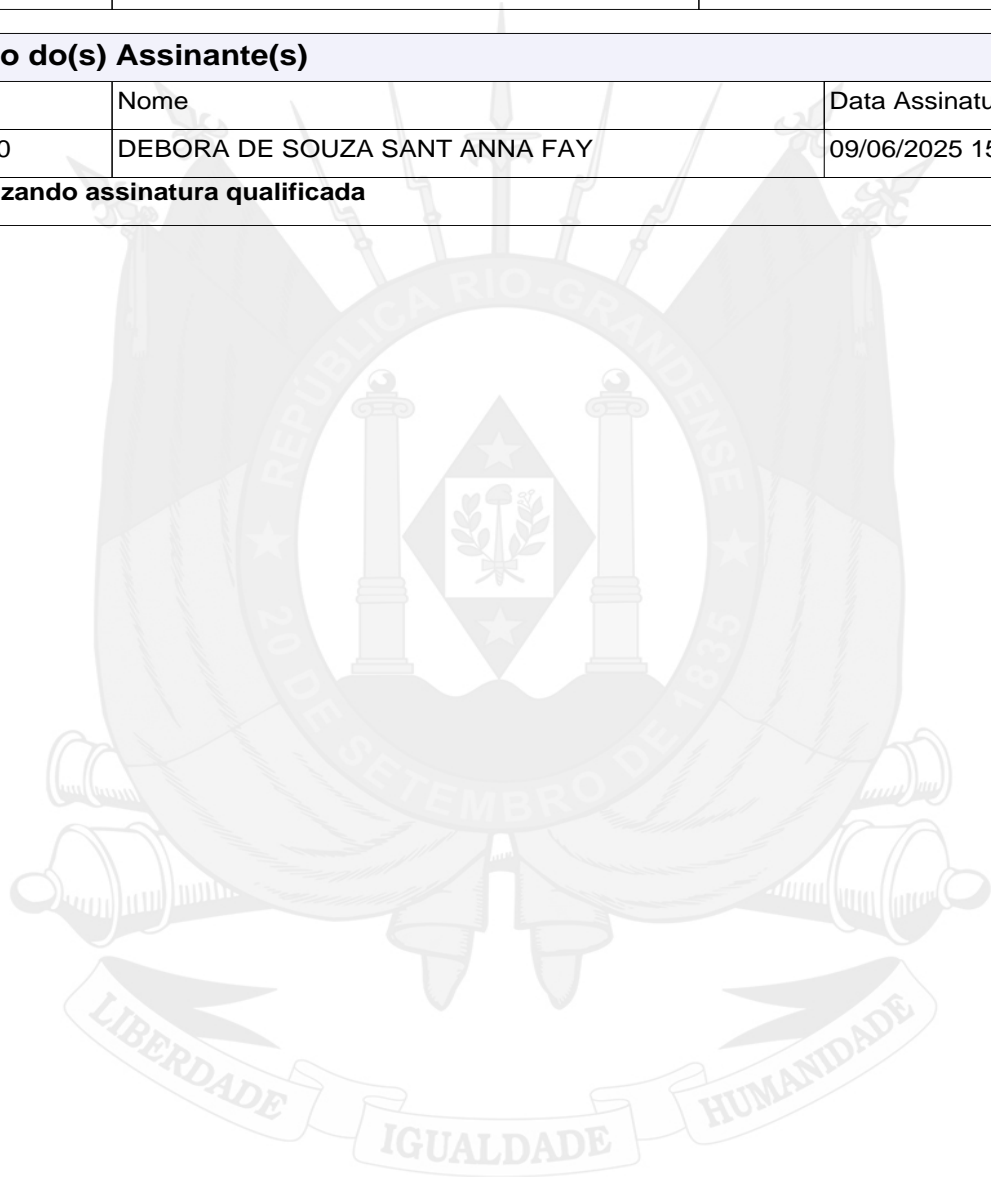 o do(s) Assinante(s)
Nome Data Assinatu
0 DEBORA DE SOUZA SANT ANNA FAY 09/06/2025 15
zando assinatura qualificada
REPÚBLICA RIO-GRANDENSE
20 DE SETEMBRO DE 1835
LIBERDADE IGUALDADE HUMANIDADE